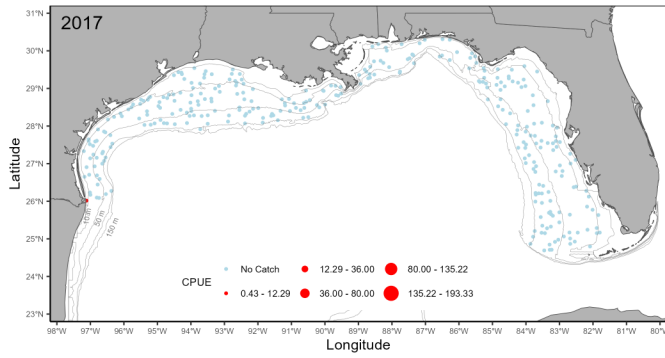 2017
31°N
30°N
29°N
28°N
27°N
26°N
25°N
24°N
23°N
Latitude
10 m
50 m
150 m
CPUE
No Catch
12.29 - 36.00
80.00 - 135.22
0.43 - 12.29
36.00 - 80.00
135.22 - 193.33
98°W 97°W 96°W 95°W 94°W 93°W 92°W 91°W 90°W 89°W 88°W 87°W 86°W 85°W 84°W 83°W 82°W 81°W 80°W
Longitude